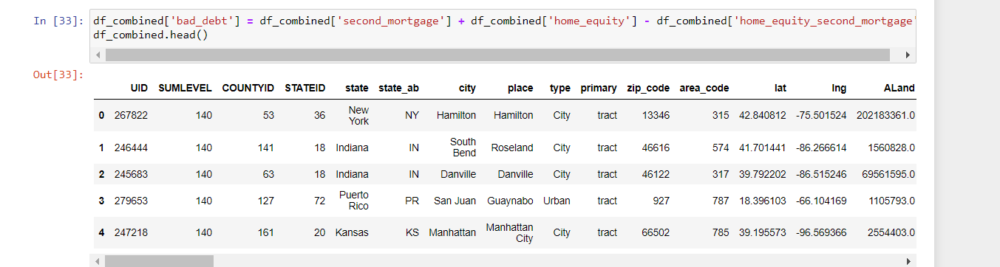 In [33]: df_combined['bad_debt'] = df_combined['second_mortgage'] + df_combined['home_equity'] - df_combined['home_equity_second_mortgage'
df_combined.head()
Out[33]:
UID SUMLEVEL COUNTYID STATEID state state_ab city place type primary zip_code area_code lat lng ALand
0 267822 140 53 36 New York NY Hamilton Hamilton City tract 13346 315 42.840812 -75.501524 202183361.0
1 246444 140 141 18 Indiana IN South Bend Roseland City tract 46616 574 41.701441 -86.266614 1560828.0
2 245683 140 63 18 Indiana IN Danville Danville City tract 46122 317 39.792202 -86.515246 69561595.0
3 279653 140 127 72 Puerto Rico PR San Juan Guaynabo Urban tract 927 787 18.396103 -66.104169 1105793.0
4 247218 140 161 20 Kansas KS Manhattan Manhattan City City tract 66502 785 39.195573 -96.569366 2554403.0